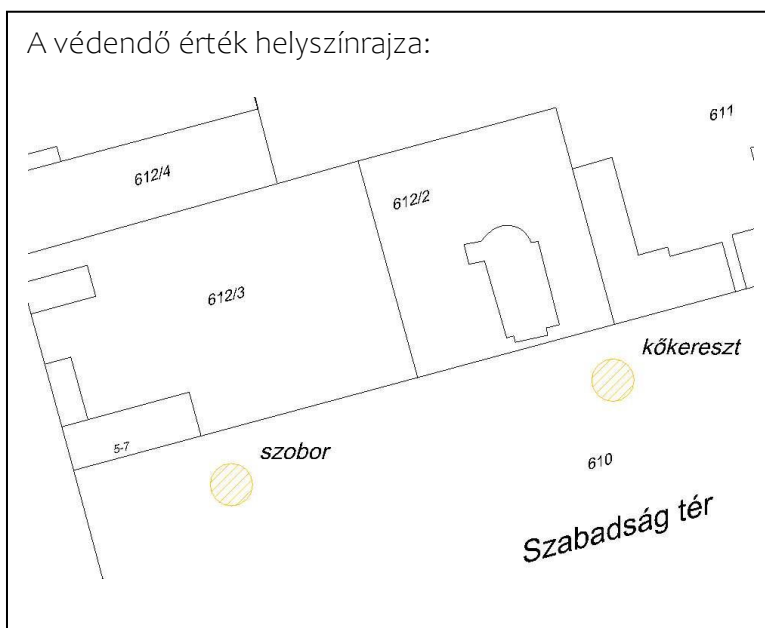 A védendő érték helyszínrajza:
611
612/4
612/2
612/3
kőkereszt
5-7
szobor
610
Szabadság tér